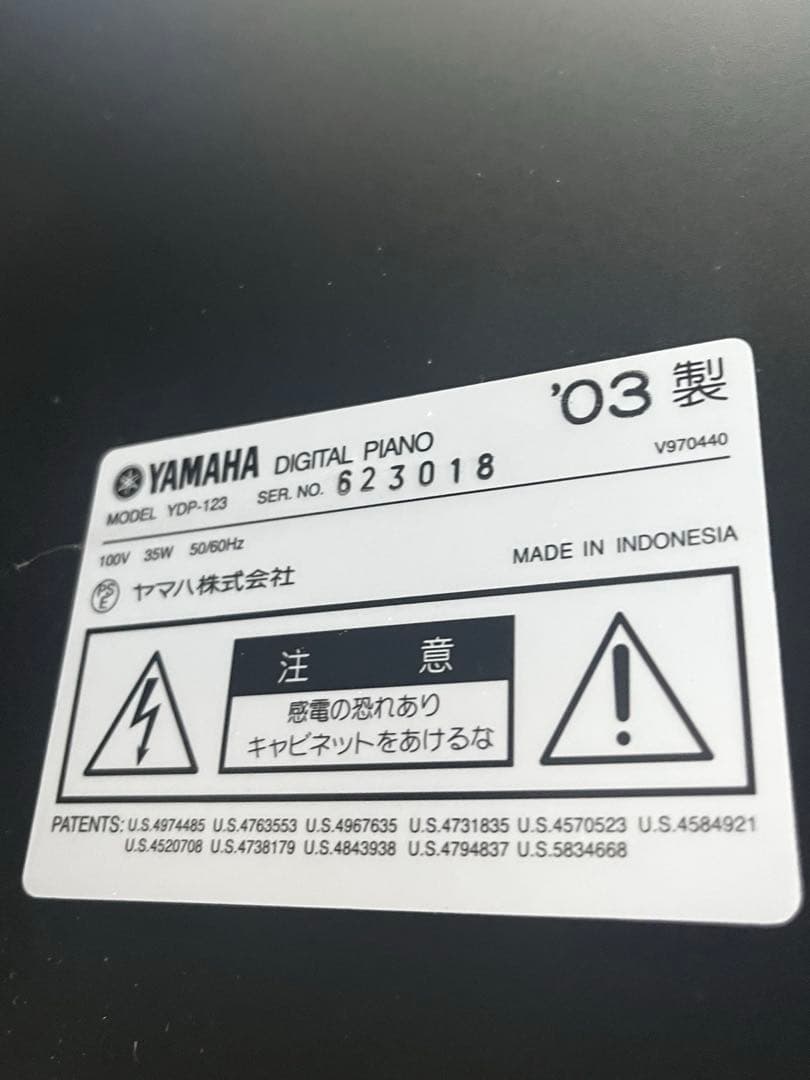 '03 製
YAMAHA DIGITAL PIANO
MODEL YDP-123 SER. NO. 623018 V970440
100V 35W 50/60Hz MADE IN INDONESIA
PSE ヤマハ株式会社
注意
感電の恐れあり
キャビネットをあけるな
PATENTS: U.S.4974485 U.S.4763553 U.S.4967635 U.S.4731835 U.S.4570523 U.S.4584921
U.S.4520708 U.S.4738179 U.S.4843938 U.S.4794837 U.S.5834668